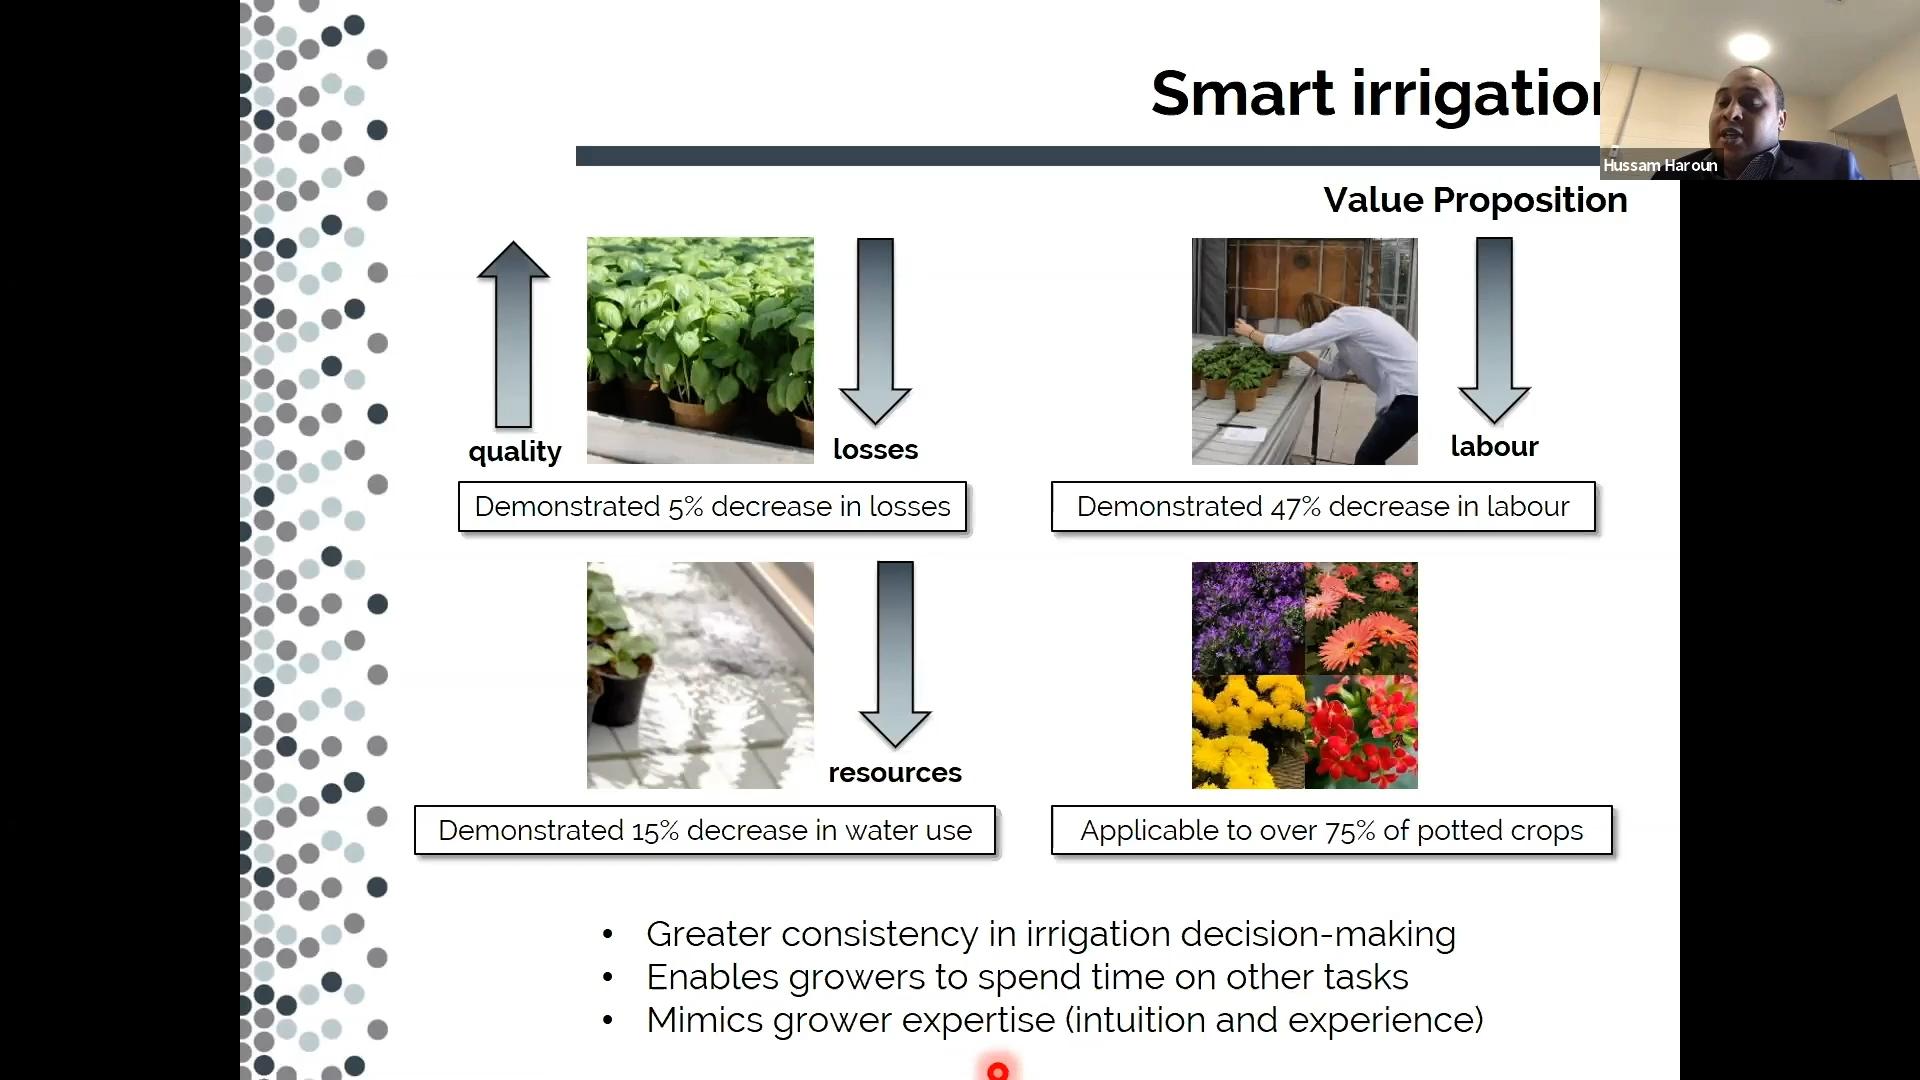 Smart irrigation
Hussam Haroun
Value Proposition
quality
losses
labour
Demonstrated 5% decrease in losses
Demonstrated 47% decrease in labour
resources
Demonstrated 15% decrease in water use
Applicable to over 75% of potted crops
• Greater consistency in irrigation decision-making
• Enables growers to spend time on other tasks
• Mimics grower expertise (intuition and experience)